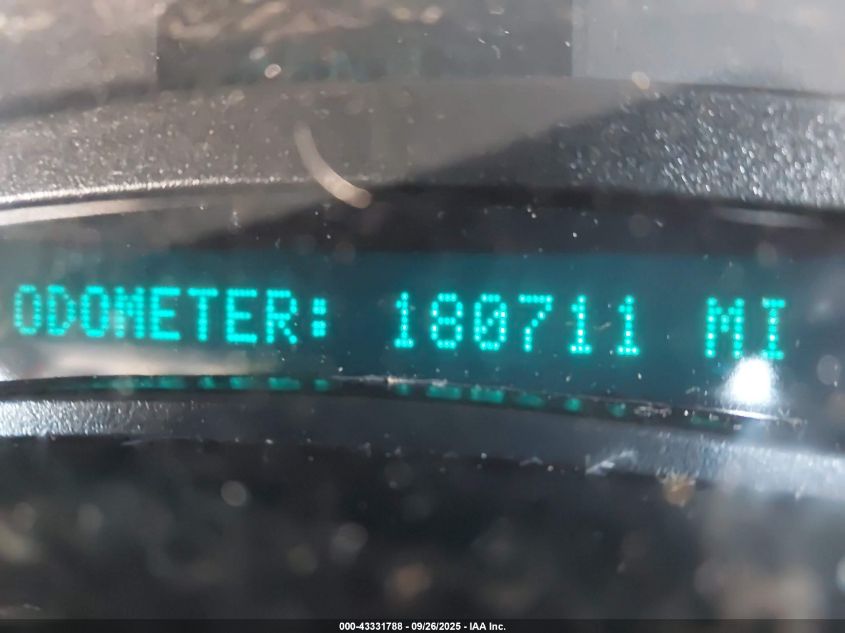 ODOMETER: 180711 MI
000-43331788 - 09/26/2025 - IAA Inc.